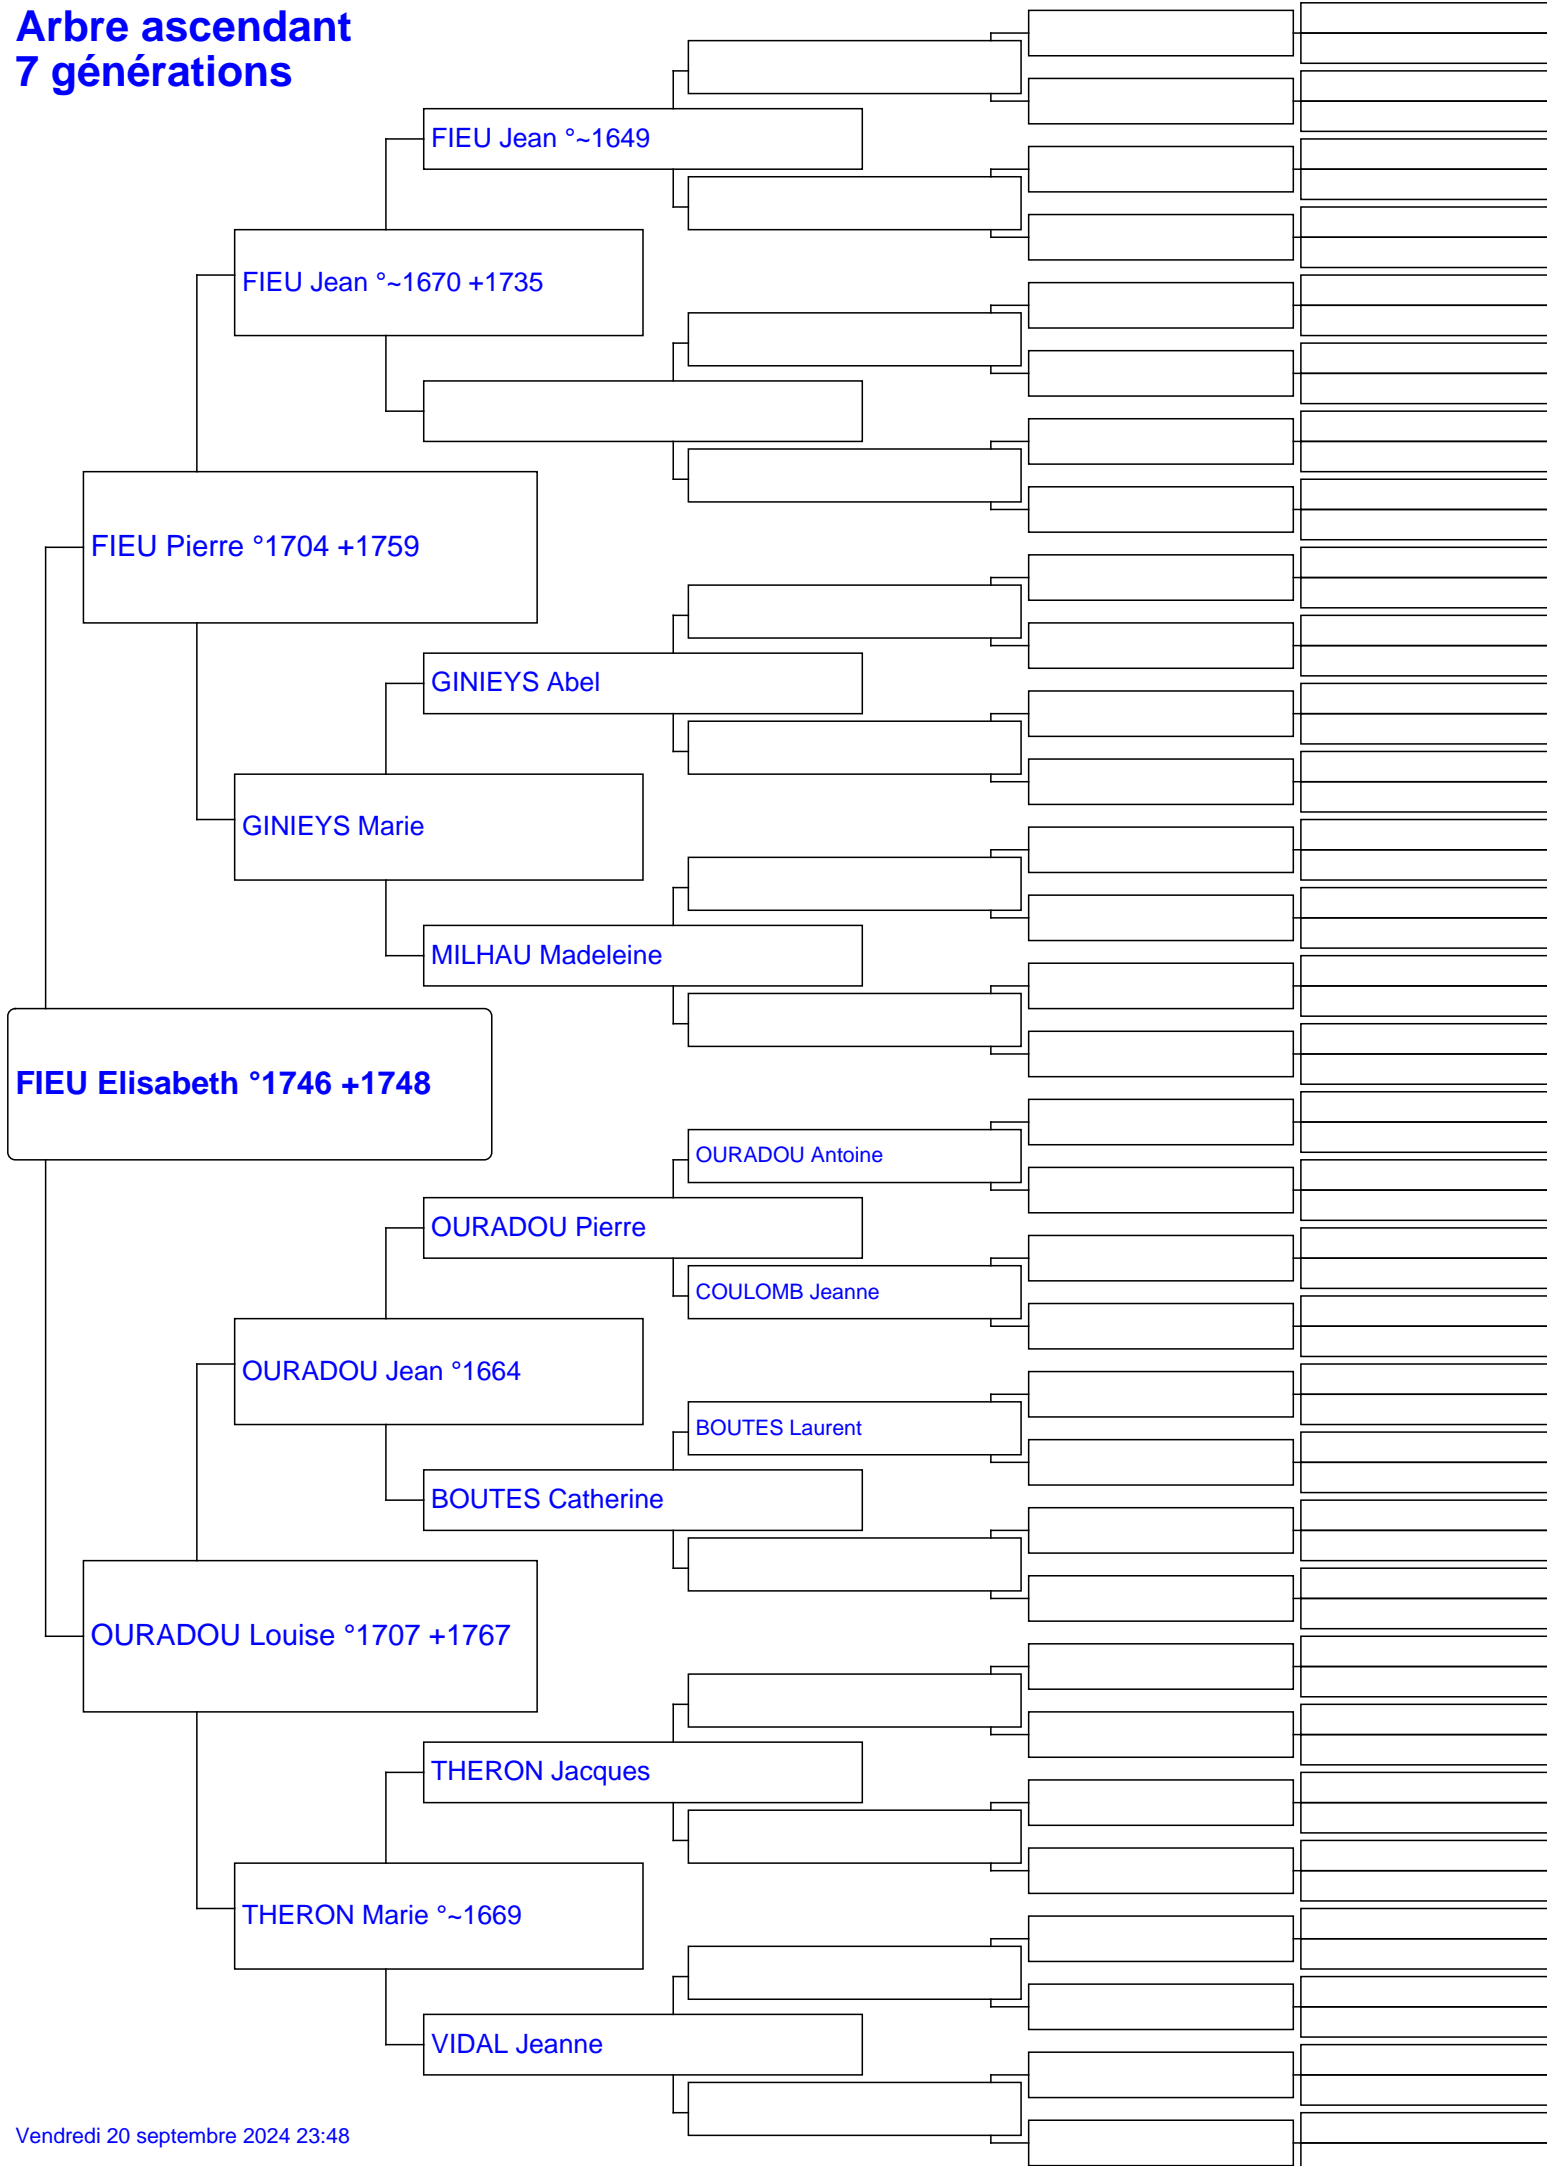 Arbre ascendant
7 générations
FIEU Jean °~1649
FIEU Jean °~1670 +1735
FIEU Pierre °1704 +1759
GINIEYS Abel
GINIEYS Marie
MILHAU Madeleine
FIEU Elisabeth °1746 +1748
OURADOU Antoine
OURADOU Pierre
COULOMB Jeanne
OURADOU Jean °1664
BOUTES Laurent
BOUTES Catherine
OURADOU Louise °1707 +1767
THERON Jacques
THERON Marie °~1669
VIDAL Jeanne
Vendredi 20 septembre 2024 23:48